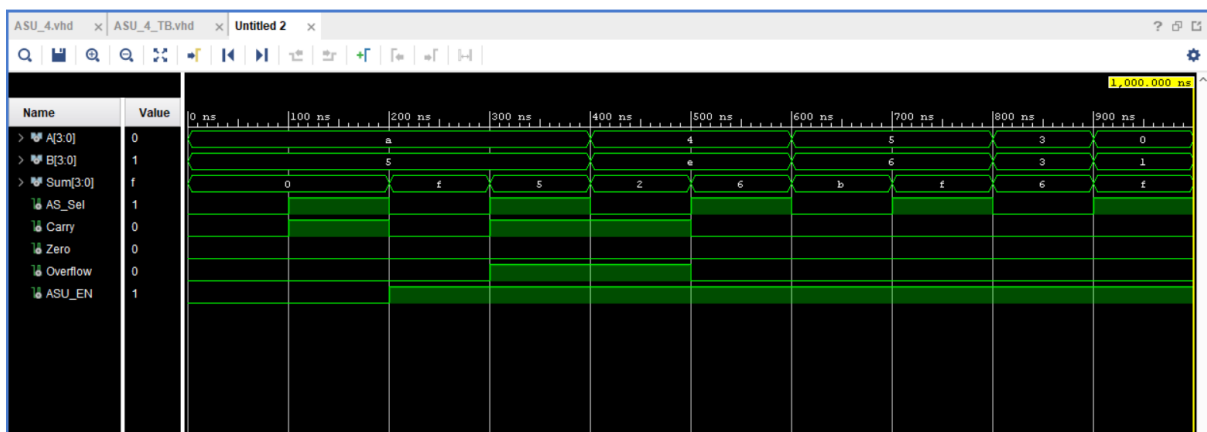 ASU_4.vhd × ASU_4_TB.vhd × Untitled 2 ×
1,000.000 ns
Name Value 0 ns 100 ns 200 ns 300 ns 400 ns 500 ns 600 ns 700 ns 800 ns 900 ns
A[3:0] 0 a 4 5 3 0
B[3:0] 1 5 e 6 3 1
Sum[3:0] f 0 f 5 2 6 b f 6 f
AS_Sel 1
Carry 0
Zero 0
Overflow 0
ASU_EN 1